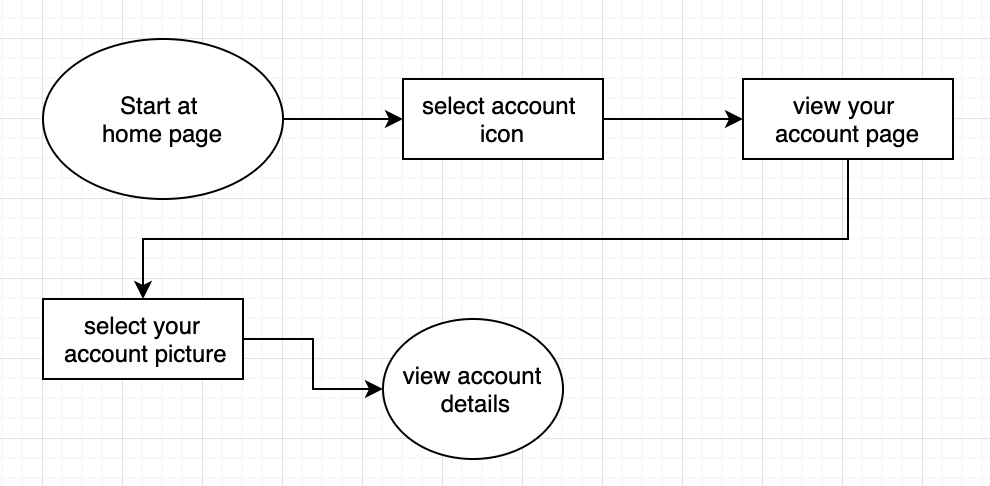 Start at
home page
select account
icon
view your
account page
select your
account picture
view account
details